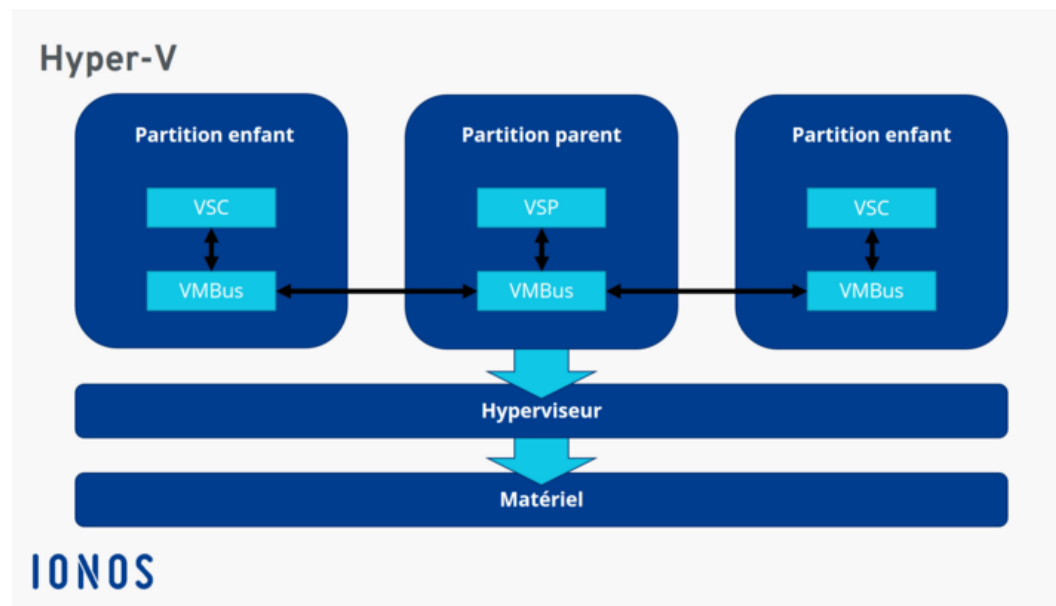 Hyper-V
Partition enfant
Partition parent
Partition enfant
VSC
VSP
VSC
VMBus
VMBus
VMBus
Hyperviseur
Matériel
IONOS